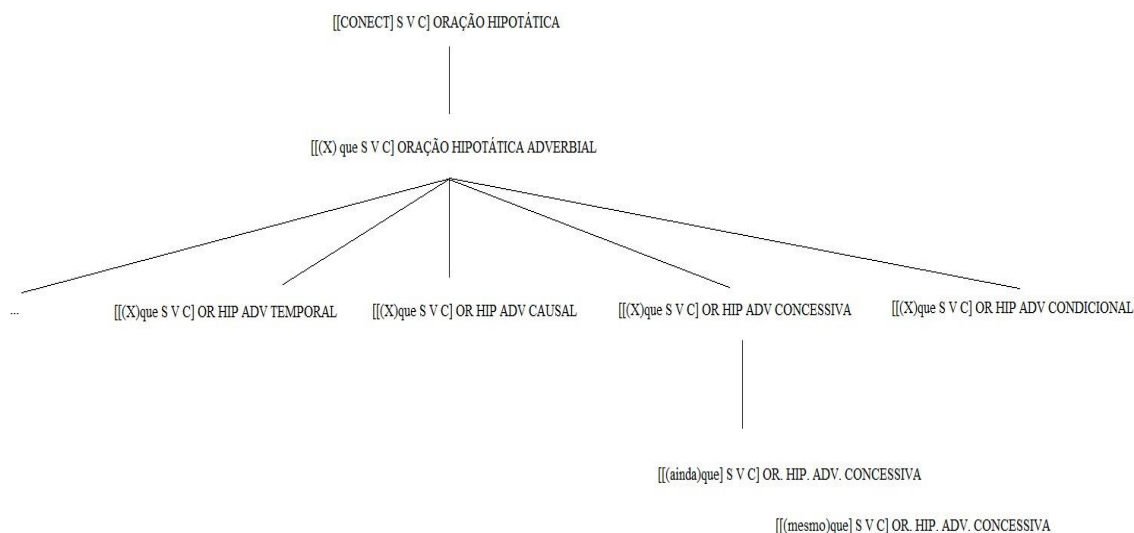 [[CONECT] S V C] ORAÇÃO HIPOTÁTICA
[[(X) que S V C] ORAÇÃO HIPOTÁTICA ADVERBIAL
...
[[(X)que S V C] OR HIP ADV TEMPORAL
[[(X)que S V C] OR HIP ADV CAUSAL
[[(X)que S V C] OR HIP ADV CONCESSIVA
[[(X)que S V C] OR HIP ADV CONDICIONAL
[[(ainda)que] S V C] OR. HIP. ADV. CONCESSIVA
[[(mesmo)que] S V C] OR. HIP. ADV. CONCESSIVA